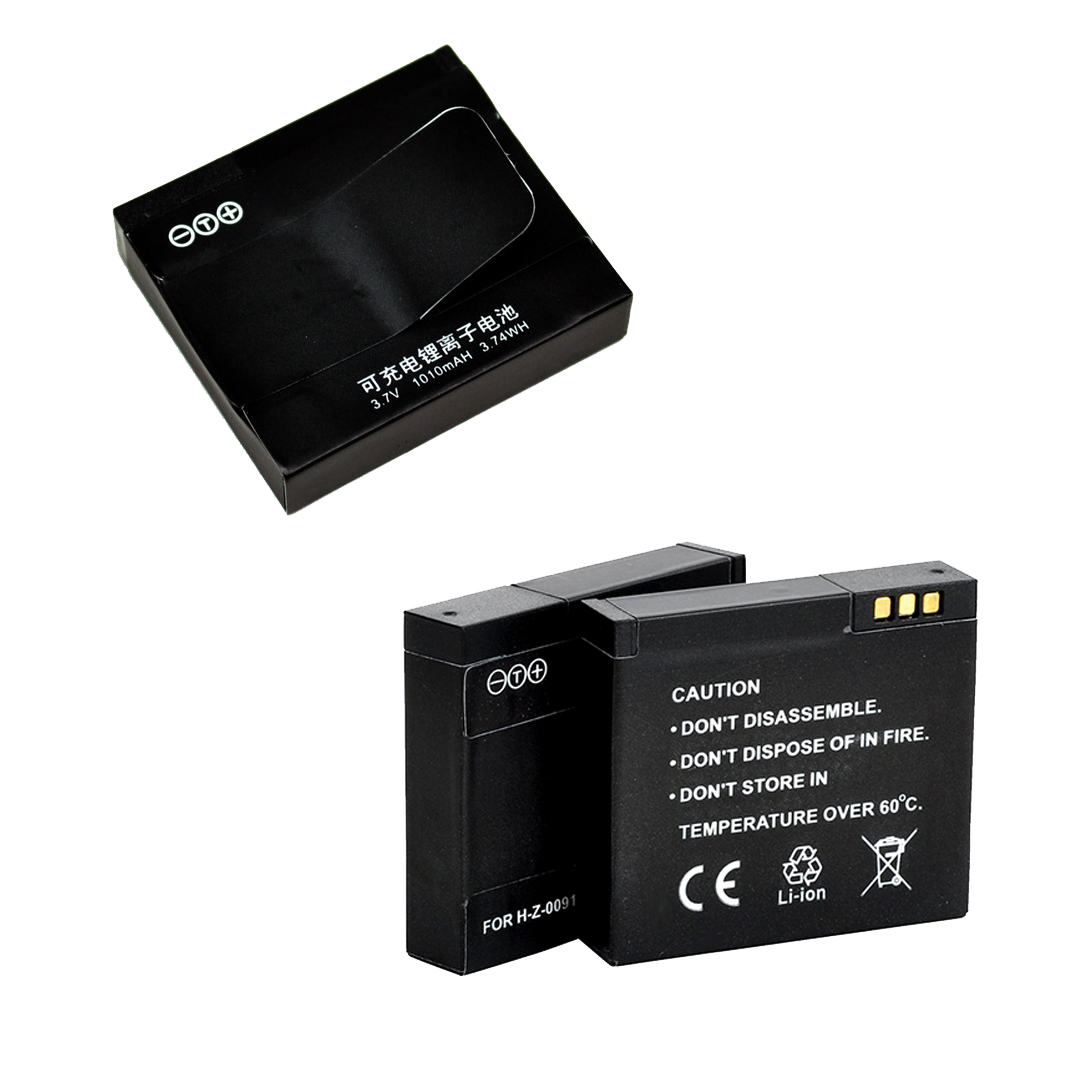 ⊖Ⓣ⊕
可充电锂离子电池
3.7V 1010mAH 3.74WH
⊖Ⓣ⊕
FOR H-Z-0091
CAUTION
•DON'T DISASSEMBLE.
•DON'T DISPOSE OF IN FIRE.
•DON'T STORE IN
TEMPERATURE OVER 60°C.
CE
Li-ion